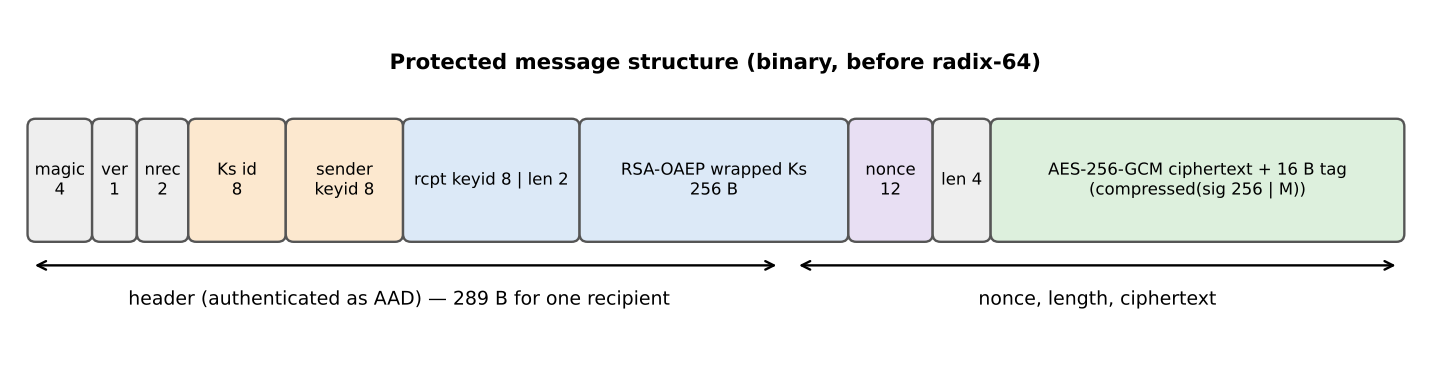 Protected message structure (binary, before radix-64)
magic
4
ver
1
nrec
2
Ks id
8
sender
keyid 8
rcpt keyid 8 | len 2
RSA-OAEP wrapped Ks
256 B
nonce
12
len 4
AES-256-GCM ciphertext + 16 B tag
(compressed(sig 256 | M))
header (authenticated as AAD) — 289 B for one recipient
nonce, length, ciphertext